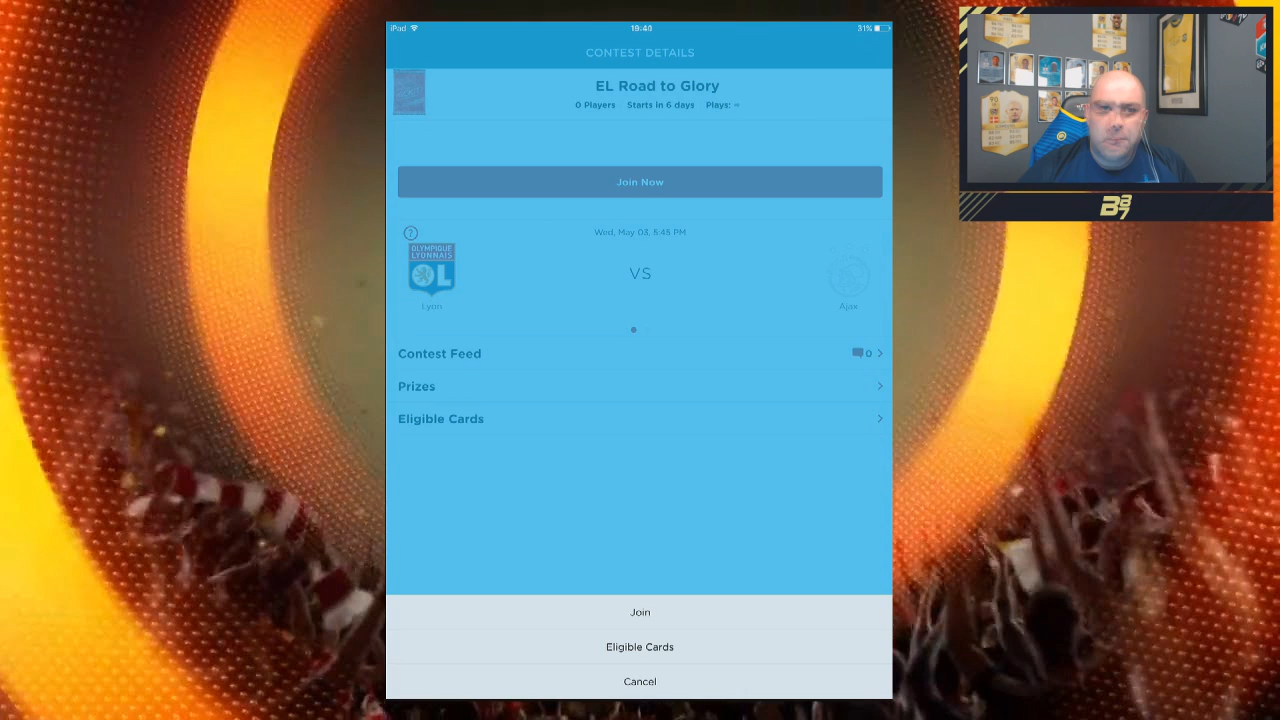 iPad
19:40
31%
CONTEST DETAILS
EL Road to Glory
0 Players Starts in 6 days Plays: ∞
Join Now
?
Wed, May 03, 5:45 PM
OLYMPIQUE
LYONNAIS
OL
VS
Lyon
Ajax
Contest Feed
0
Prizes
Eligible Cards
Join
Eligible Cards
Cancel